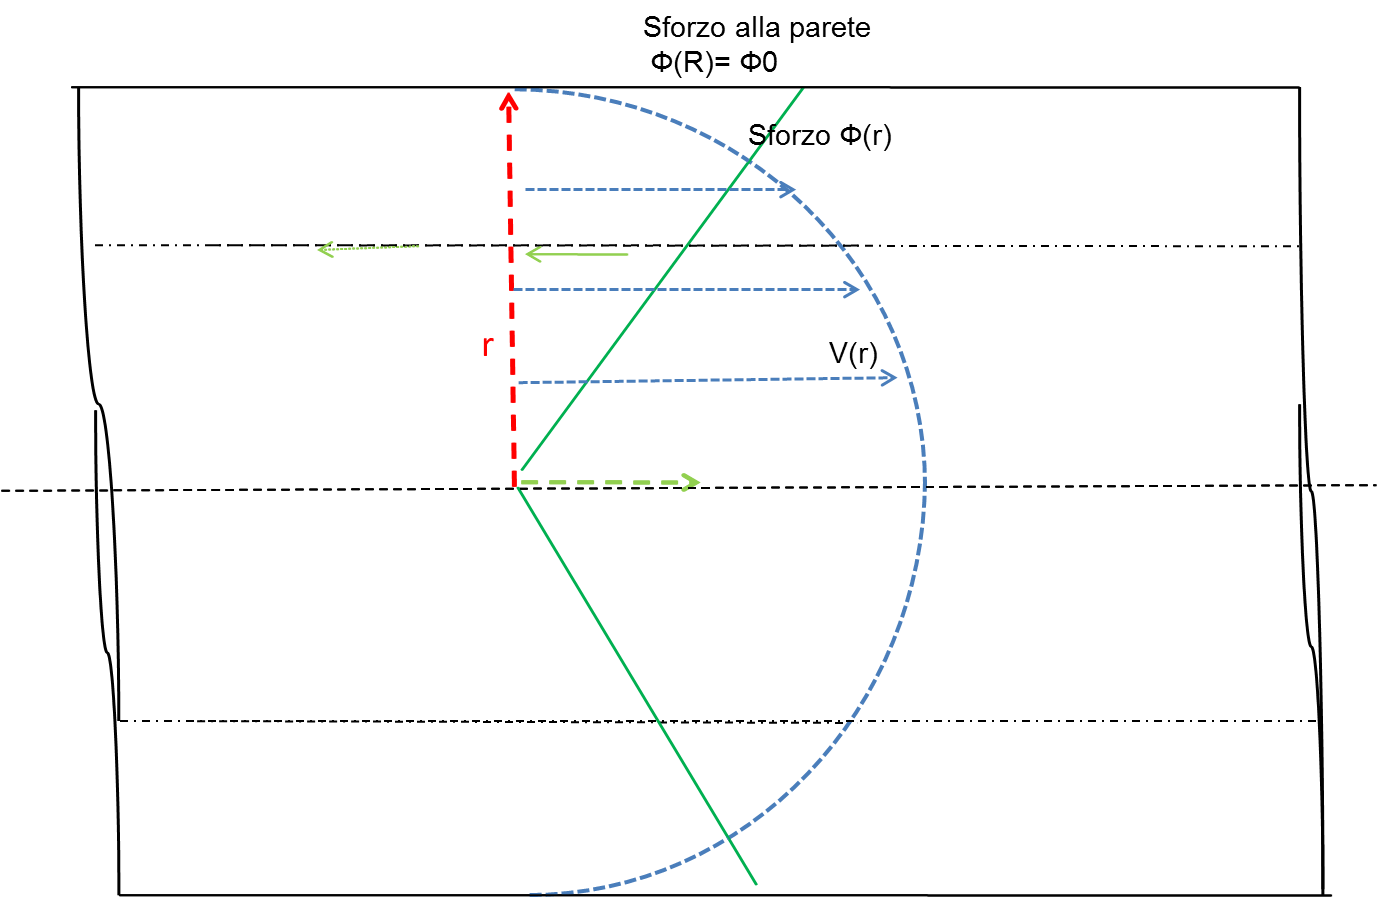 Sforzo alla parete
Φ(R)= Φ0
Sforzo Φ(r)
r
V(r)